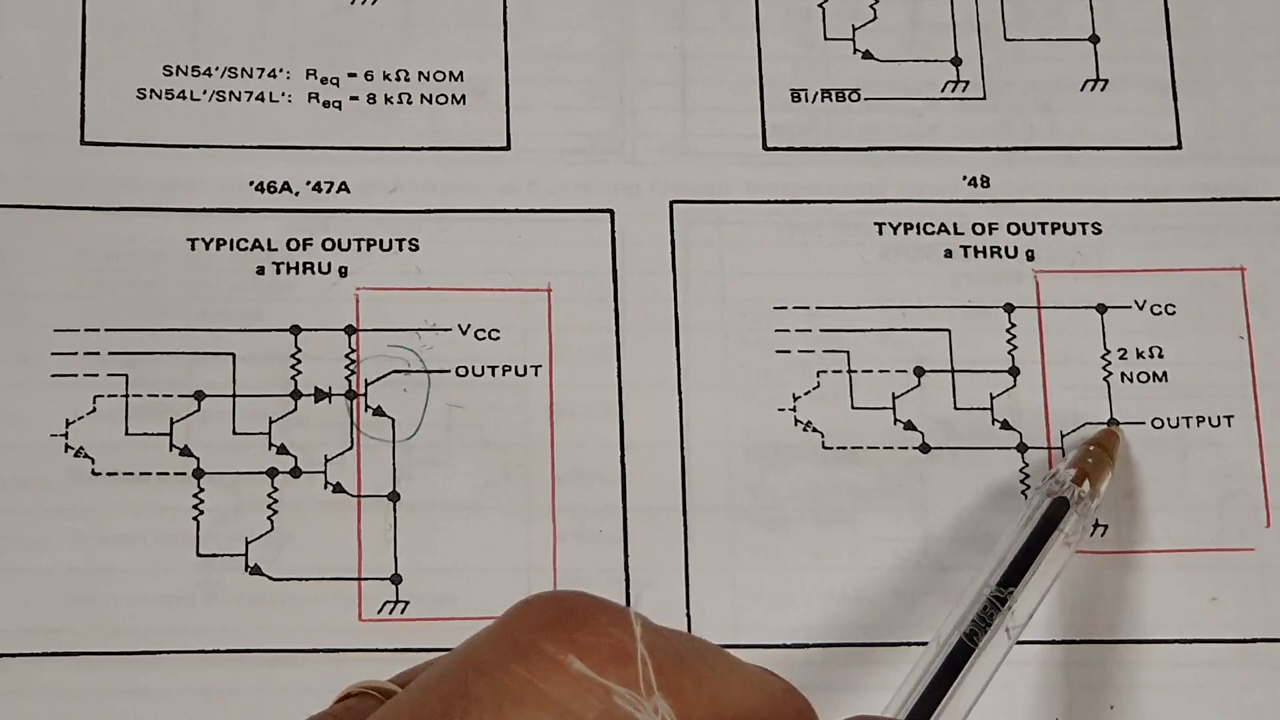 SN54'/SN74': Req = 6 kΩ NOM
SN54L'/SN74L': Req = 8 kΩ NOM
BI/RBO
'46A, '47A
TYPICAL OF OUTPUTS
a THRU g
VCC
OUTPUT
'48
TYPICAL OF OUTPUTS
a THRU g
VCC
2 kΩ
NOM
OUTPUT